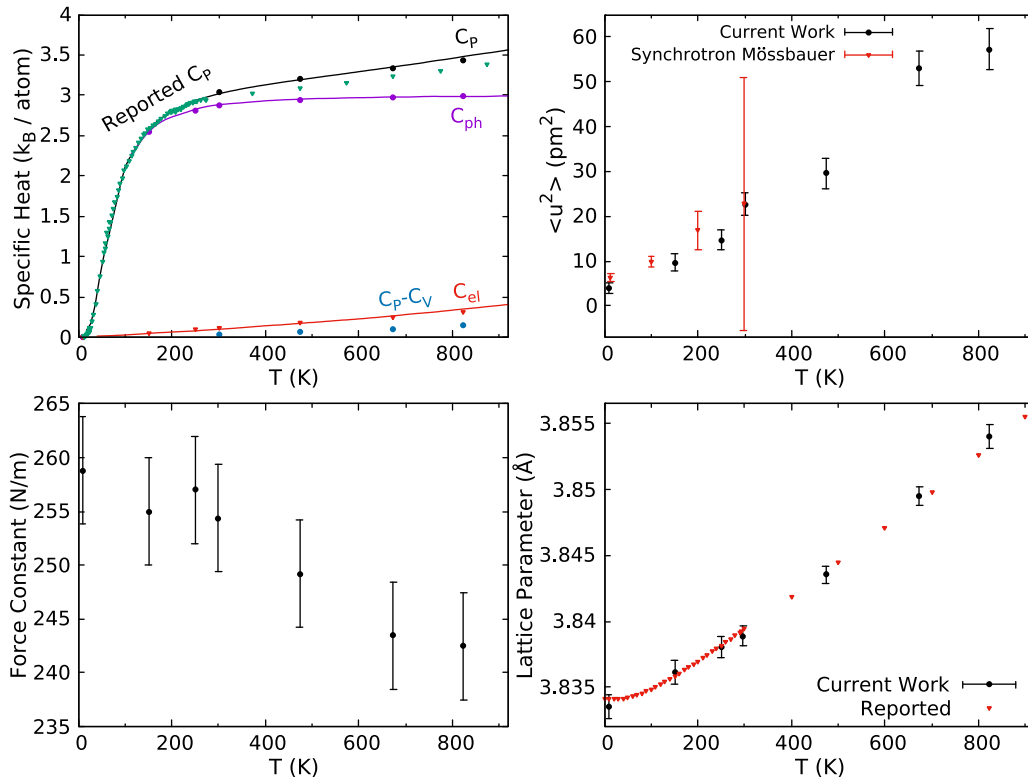 4
3.5
3
2.5
2
1.5
1
0.5
0
Specific Heat (k_B / atom)
Reported C_P
C_P
C_ph
C_P-C_V
C_el
0 200 400 600 800
T (K)
60
50
40
30
20
10
0
<u²> (pm²)
Current Work
Synchrotron Mössbauer
0 200 400 600 800
T (K)
265
260
255
250
245
240
235
Force Constant (N/m)
0 200 400 600 800
T (K)
3.855
3.85
3.845
3.84
3.835
Lattice Parameter (Å)
Current Work
Reported
0 200 400 600 800
T (K)